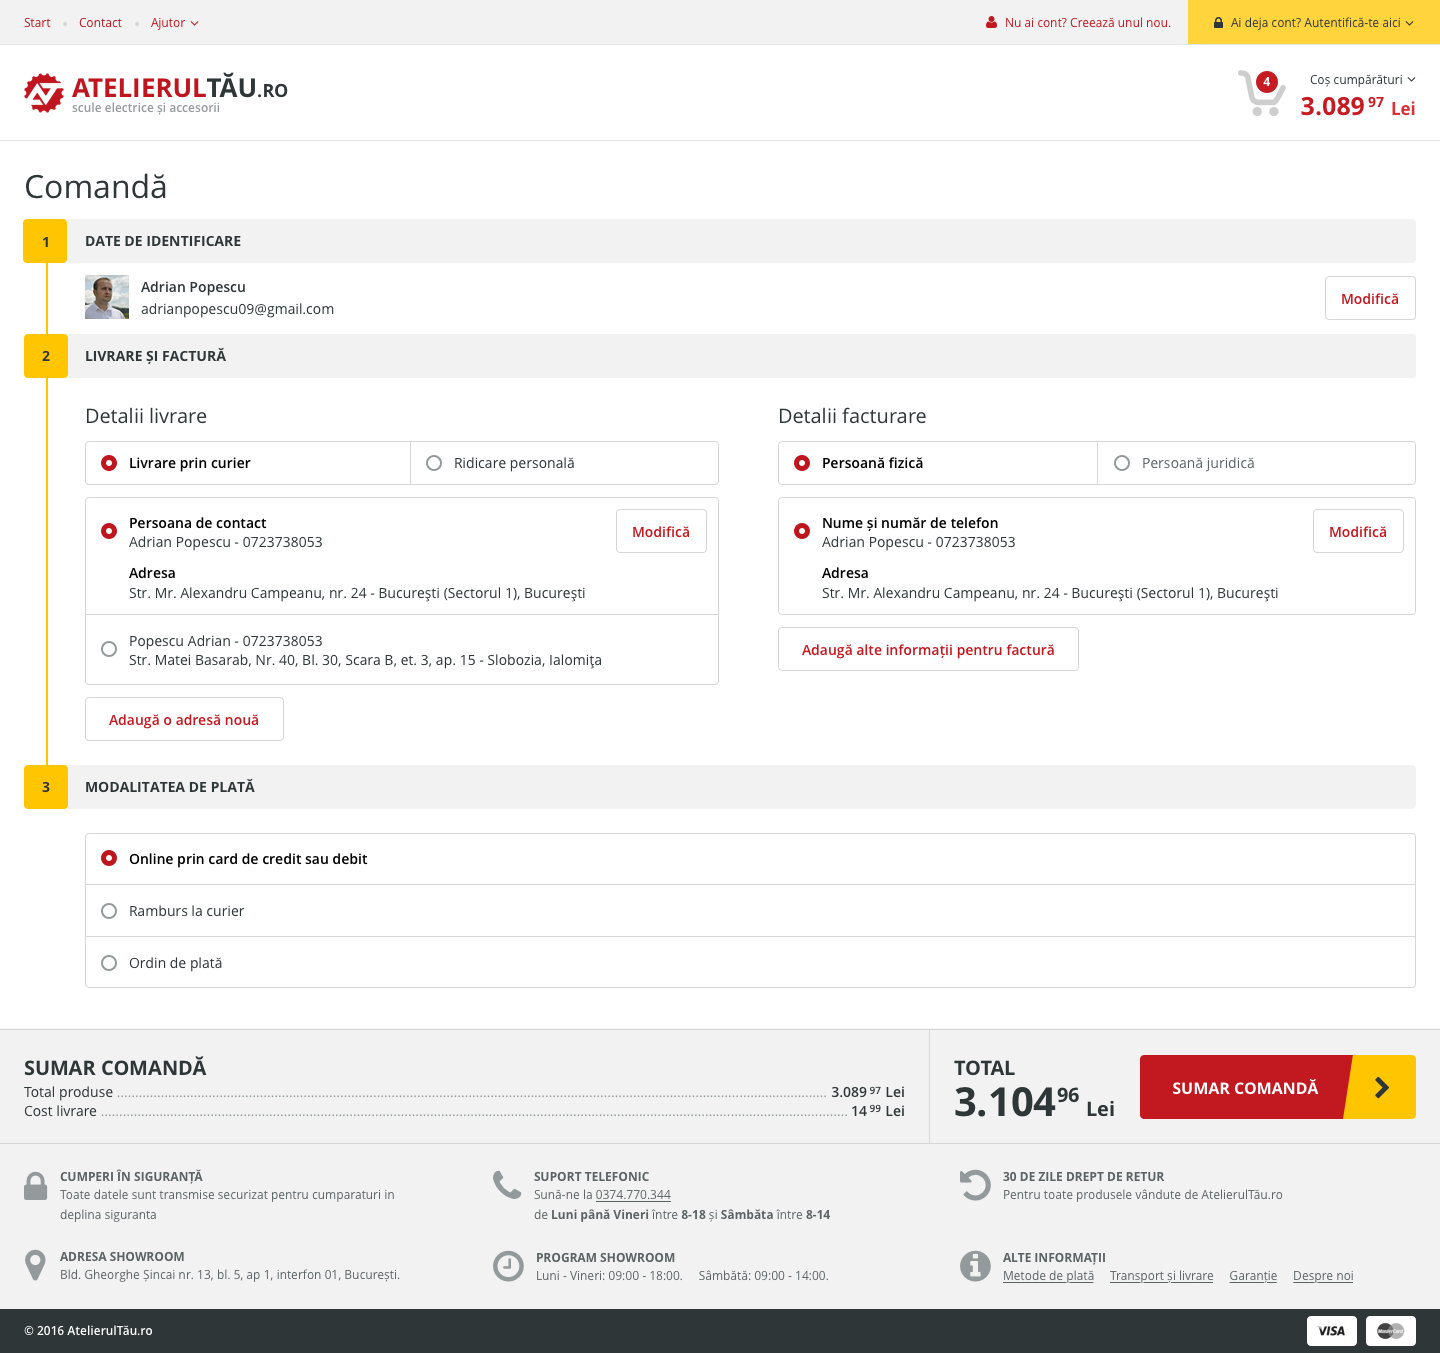 Start
Contact
Ajutor
Nu ai cont? Creează unul nou.
Ai deja cont? Autentifică-te aici
ATELIERULTĂU.RO
scule electrice și accesorii
4
Coș cumpărături
3.089 97 Lei
Comandă
1
DATE DE IDENTIFICARE
Adrian Popescu
adrianpopescu09@gmail.com
Modifică
2
LIVRARE ȘI FACTURĂ
Detalii livrare
Livrare prin curier
Ridicare personală
Persoana de contact
Adrian Popescu - 0723738053
Modifică
Adresa
Str. Mr. Alexandru Campeanu, nr. 24 - Bucureşti (Sectorul 1), Bucureşti
Popescu Adrian - 0723738053
Str. Matei Basarab, Nr. 40, Bl. 30, Scara B, et. 3, ap. 15 - Slobozia, Ialomiţa
Adaugă o adresă nouă
Detalii facturare
Persoană fizică
Persoană juridică
Nume și număr de telefon
Adrian Popescu - 0723738053
Modifică
Adresa
Str. Mr. Alexandru Campeanu, nr. 24 - Bucureşti (Sectorul 1), Bucureşti
Adaugă alte informații pentru factură
3
MODALITATEA DE PLATĂ
Online prin card de credit sau debit
Ramburs la curier
Ordin de plată
SUMAR COMANDĂ
Total produse 3.089 97 Lei
Cost livrare 14 99 Lei
TOTAL
3.104 96 Lei
SUMAR COMANDĂ
CUMPERI ÎN SIGURANȚĂ
Toate datele sunt transmise securizat pentru cumparaturi in
deplina siguranta
SUPORT TELEFONIC
Sună-ne la 0374.770.344
de Luni până Vineri între 8-18 și Sâmbăta între 8-14
30 DE ZILE DREPT DE RETUR
Pentru toate produsele vândute de AtelierulTău.ro
ADRESA SHOWROOM
Bld. Gheorghe Șincai nr. 13, bl. 5, ap 1, interfon 01, București.
PROGRAM SHOWROOM
Luni - Vineri: 09:00 - 18:00. Sâmbătă: 09:00 - 14:00.
ALTE INFORMAȚII
Metode de plată Transport și livrare Garanție Despre noi
© 2016 AtelierulTău.ro
VISA
MasterCard